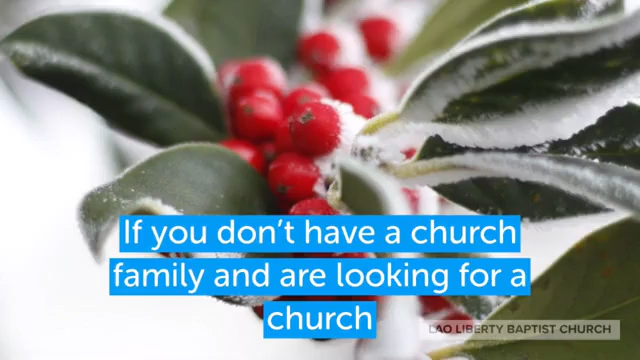 If you don't have a church
family and are looking for a
church
LAO LIBERTY BAPTIST CHURCH